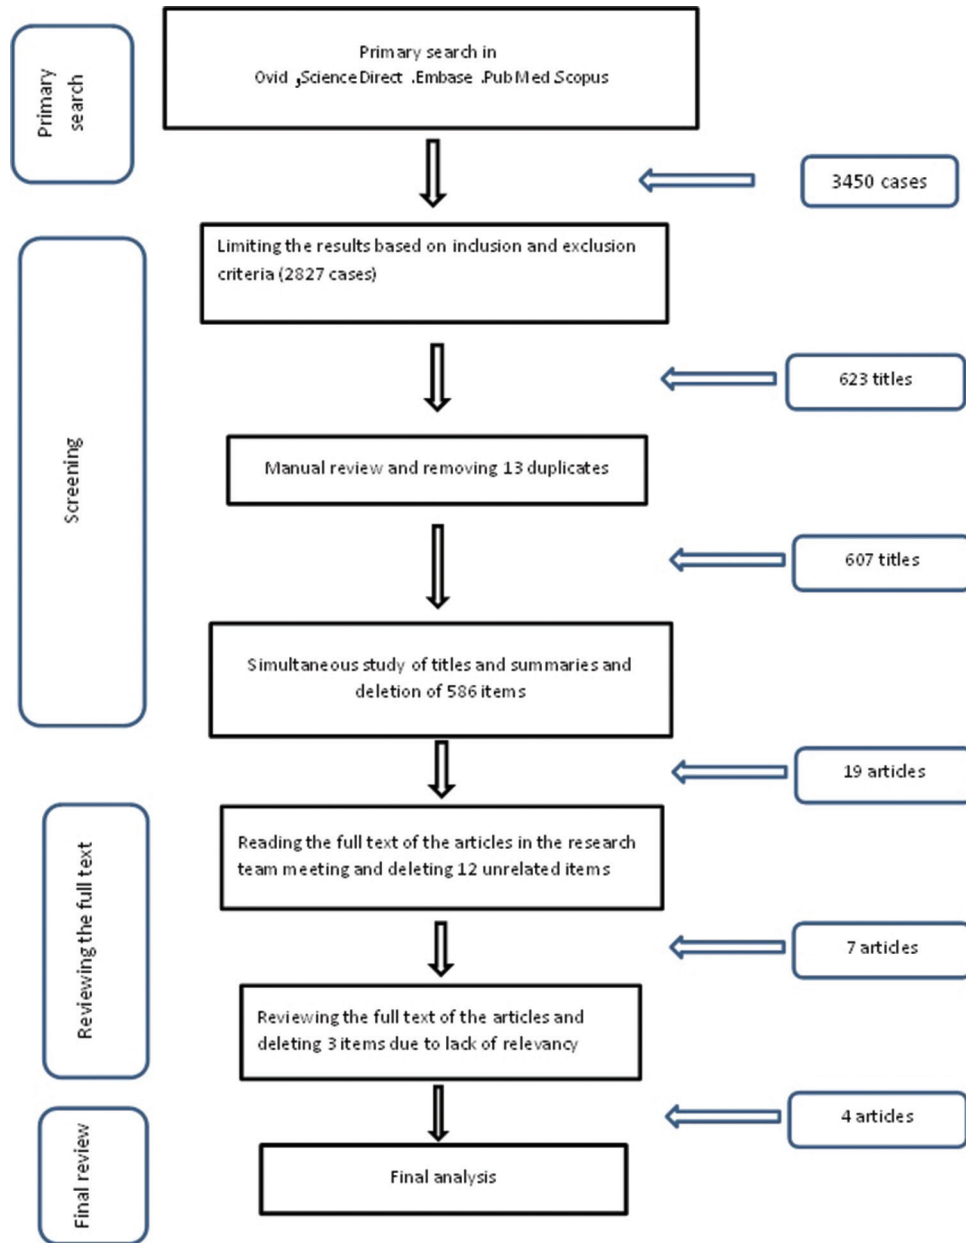 Primary
search
Primary search in
Ovid ,ScienceDirect .Embase .PubMed.Scopus
3450 cases
Screening
Limiting the results based on inclusion and exclusion
criteria (2827 cases)
623 titles
Manual review and removing 13 duplicates
607 titles
Simultaneous study of titles and summaries and
deletion of 586 items
19 articles
Reviewing the full text
Reading the full text of the articles in the research
team meeting and deleting 12 unrelated items
7 articles
Reviewing the full text of the articles and
deleting 3 items due to lack of relevancy
4 articles
Final review
Final analysis